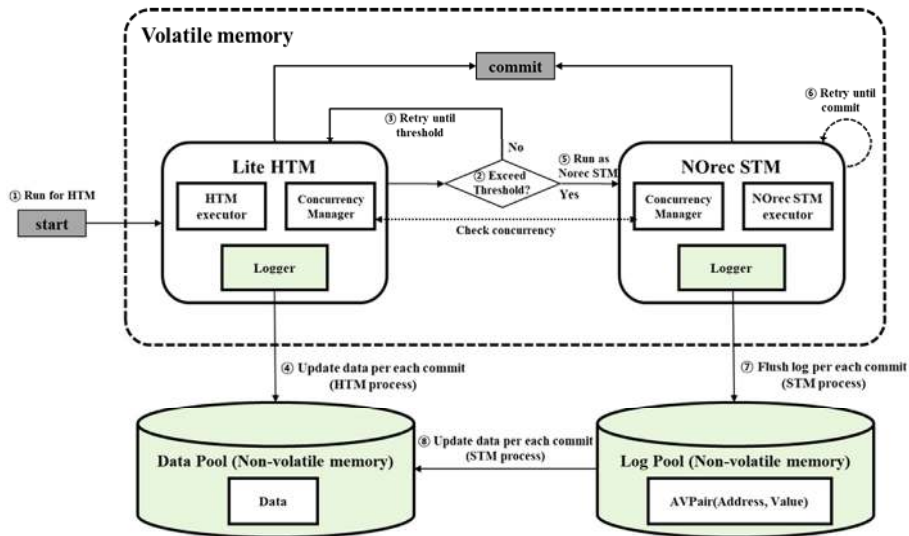 Volatile memory
commit
③ Retry until
threshold
⑥ Retry until
commit
No
① Run for HTM
start
Lite HTM
HTM
executor
Concurrency
Manager
Logger
② Exceed
Threshold?
⑤ Run as
Norec STM
Yes
Check concurrency
NOrec STM
Concurrency
Manager
NOrec STM
executor
Logger
④ Update data per each commit
(HTM process)
⑦ Flush log per each commit
(STM process)
Data Pool (Non-volatile memory)
Data
⑧ Update data per each commit
(STM process)
Log Pool (Non-volatile memory)
AVPair(Address, Value)